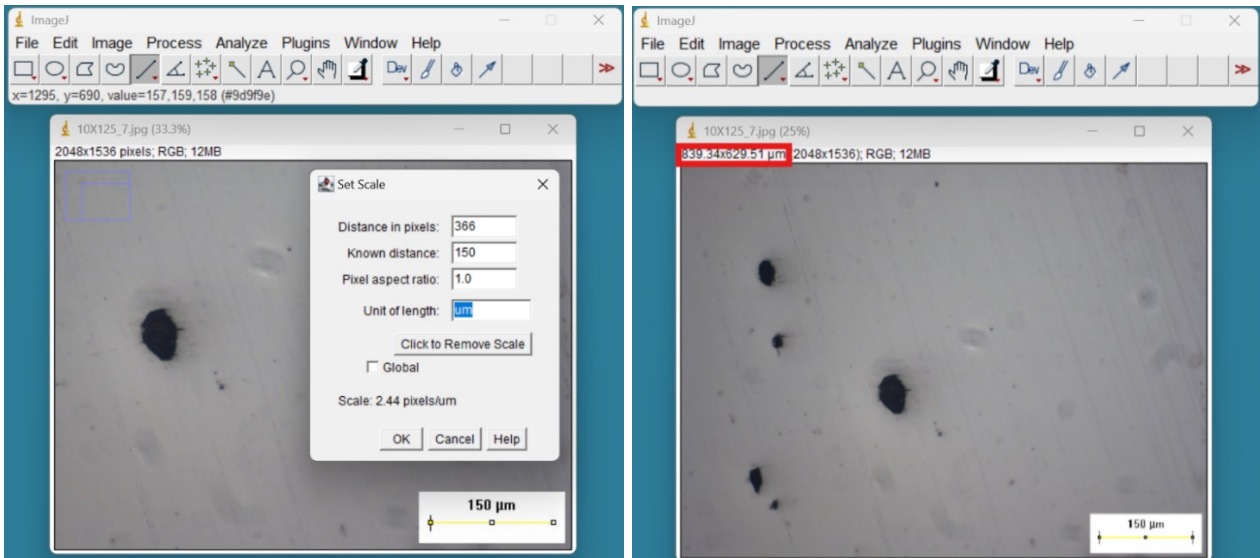 ImageJ
File Edit Image Process Analyze Plugins Window Help
A Dev
x=1295, y=690, value=157,159,158 (#9d9f9e)
10X125_7.jpg (33.3%)
2048x1536 pixels; RGB; 12MB
Set Scale
Distance in pixels: 366
Known distance: 150
Pixel aspect ratio: 1.0
Unit of length: um
Click to Remove Scale
Global
Scale: 2.44 pixels/um
OK Cancel Help
150 µm
ImageJ
File Edit Image Process Analyze Plugins Window Help
A Dev
10X125_7.jpg (25%)
839.34x629.51 µm (2048x1536); RGB; 12MB
150 µm